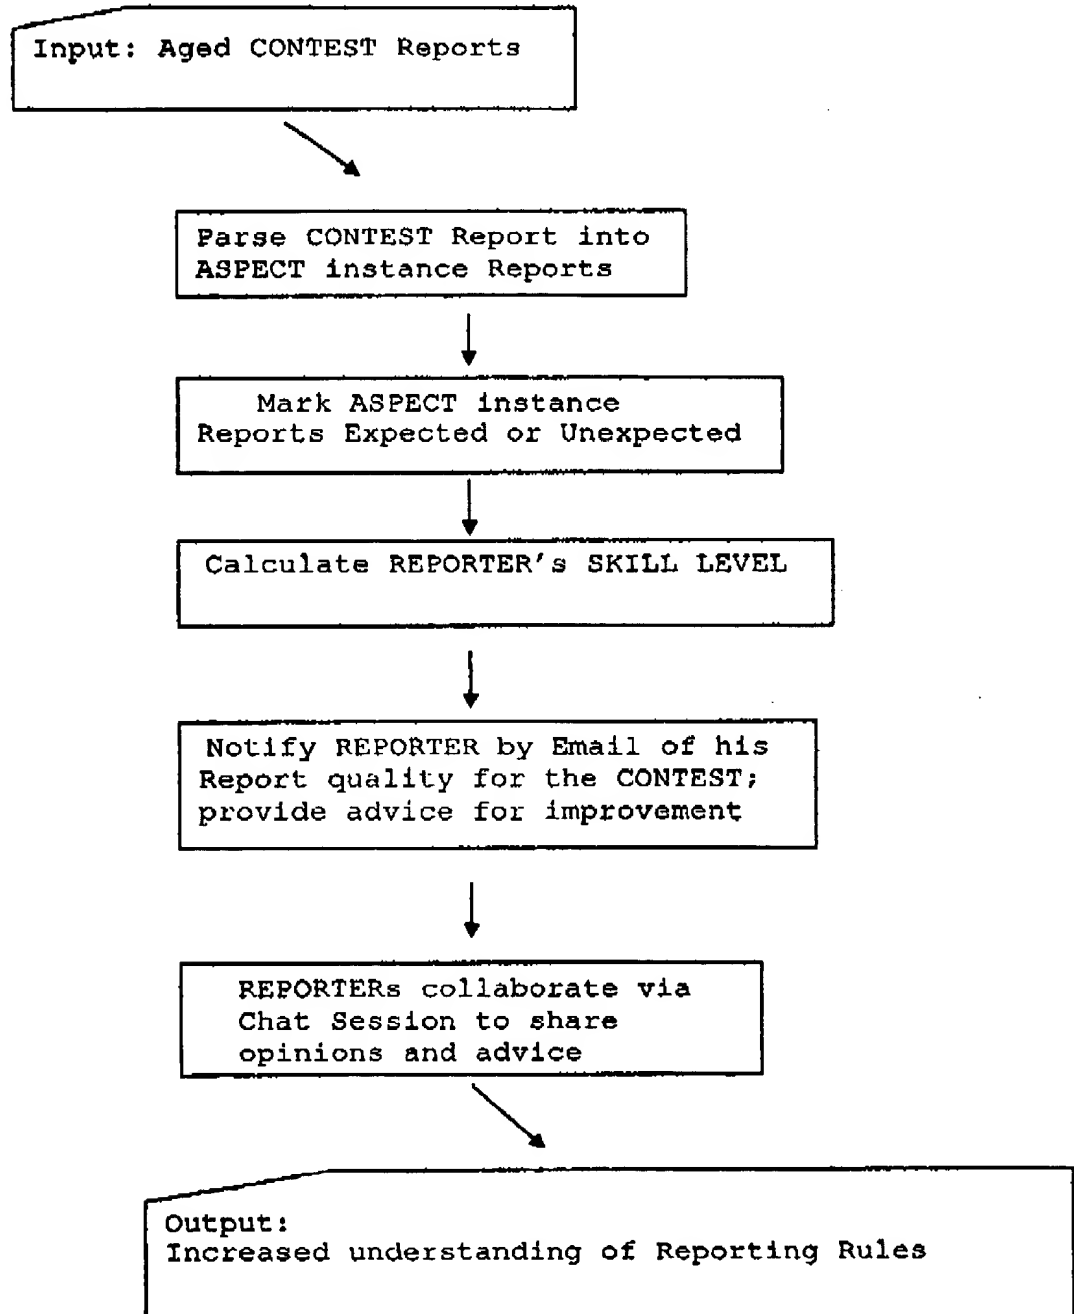 Input: Aged CONTEST Reports
Parse CONTEST Report into
ASPECT instance Reports
Mark ASPECT instance
Reports Expected or Unexpected
Calculate REPORTER's SKILL LEVEL
Notify REPORTER by Email of his
Report quality for the CONTEST;
provide advice for improvement
REPORTERs collaborate via
Chat Session to share
opinions and advice
Output:
Increased understanding of Reporting Rules